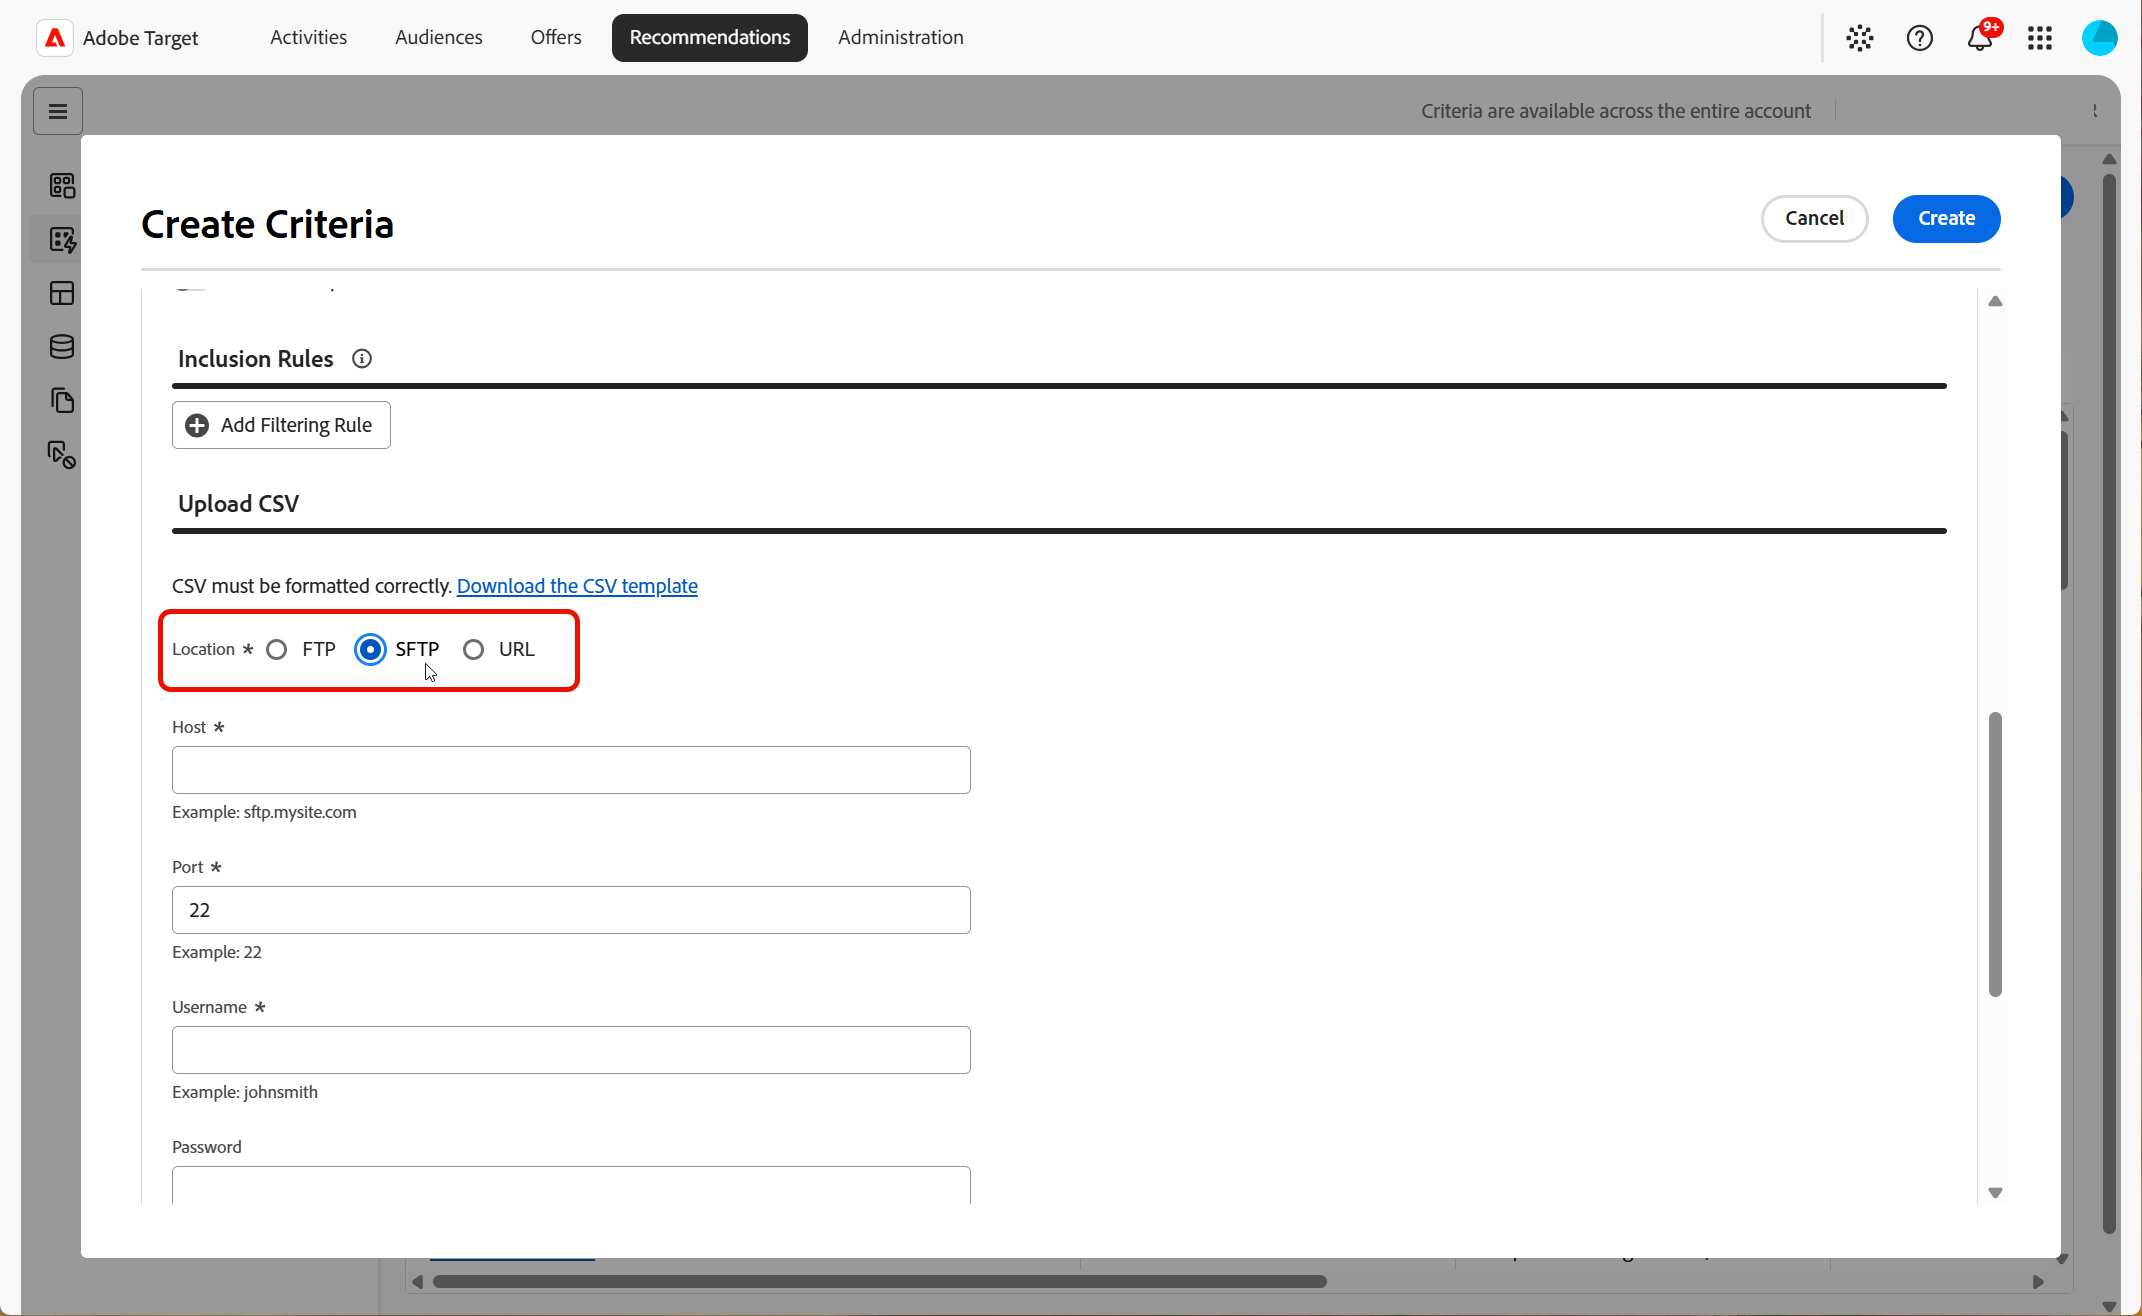 Adobe Target Activities Audiences Offers Recommendations Administration 9+
Criteria are available across the entire account
Create Criteria Cancel Create
Inclusion Rules
Add Filtering Rule
Upload CSV
CSV must be formatted correctly. Download the CSV template
Location * FTP SFTP URL
Host *
Example: sftp.mysite.com
Port *
22
Example: 22
Username *
Example: johnsmith
Password